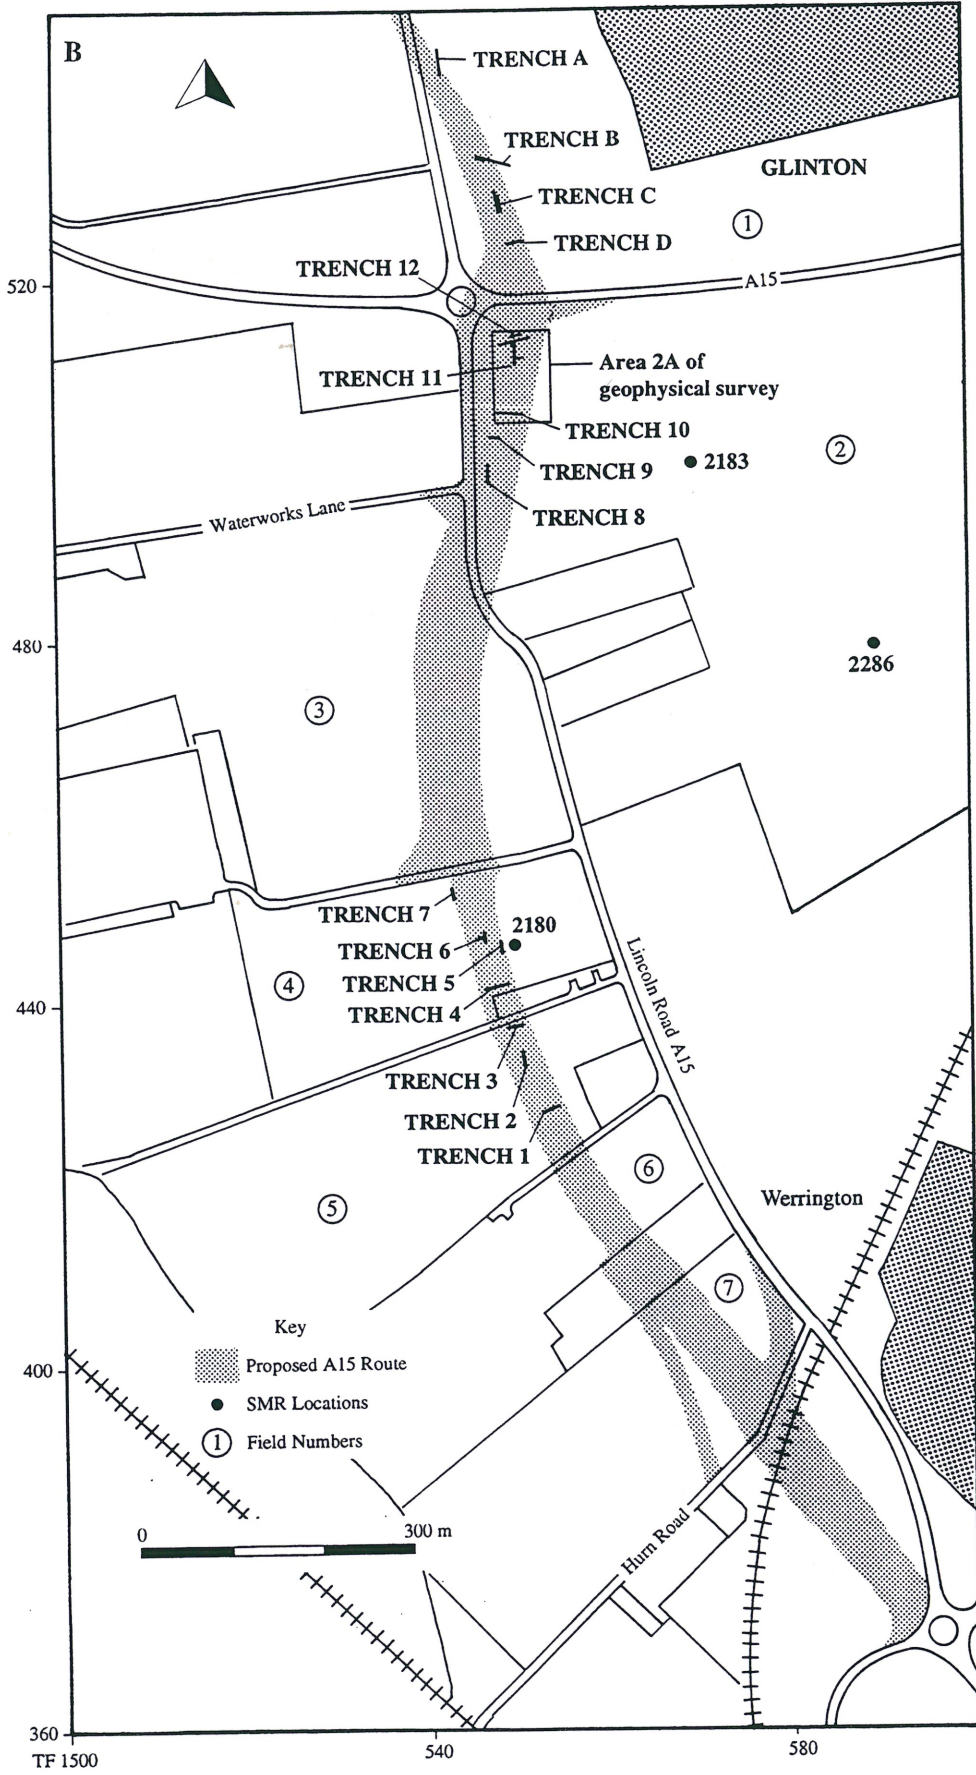 B
TRENCH A
TRENCH B
GLINTON
TRENCH C
1
TRENCH D
TRENCH 12
520
A15
Area 2A of
geophysical survey
TRENCH 11
TRENCH 10
2
2183
TRENCH 9
Waterworks Lane
TRENCH 8
480
2286
3
TRENCH 7
2180
TRENCH 6
TRENCH 5
4
TRENCH 4
440
Lincoln Road A15
TRENCH 3
TRENCH 2
TRENCH 1
6
5
Werrington
7
Key
Proposed A15 Route
400
SMR Locations
1 Field Numbers
0 300 m
Hurn Road
360
TF 1500
540
580